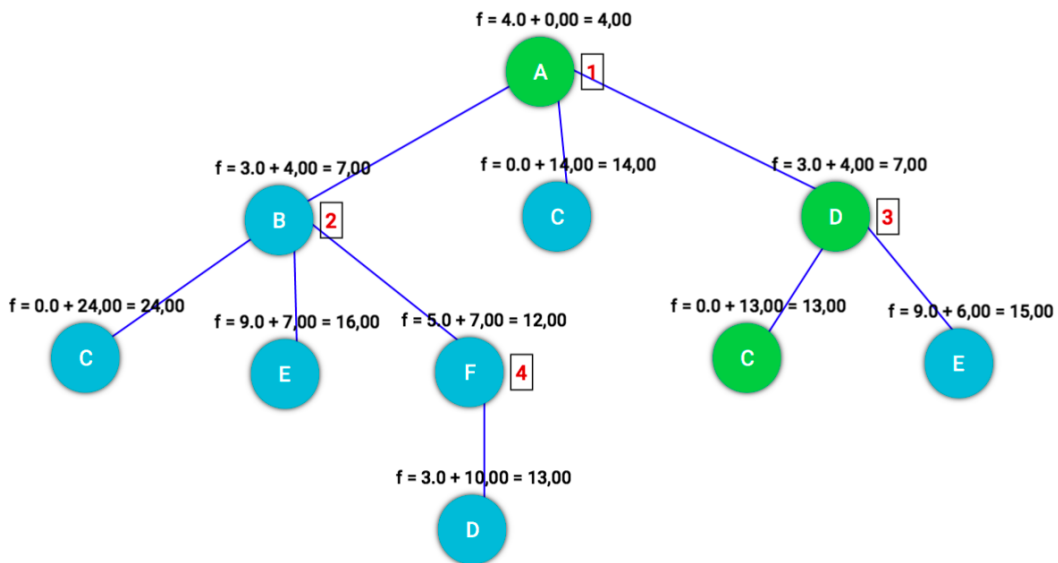 f = 4.0 + 0,00 = 4,00
A
1
f = 3.0 + 4,00 = 7,00
f = 0.0 + 14,00 = 14,00
f = 3.0 + 4,00 = 7,00
B
2
C
D
3
f = 0.0 + 24,00 = 24,00
f = 9.0 + 7,00 = 16,00
f = 5.0 + 7,00 = 12,00
f = 0.0 + 13,00 = 13,00
f = 9.0 + 6,00 = 15,00
C
E
F
4
C
E
f = 3.0 + 10,00 = 13,00
D